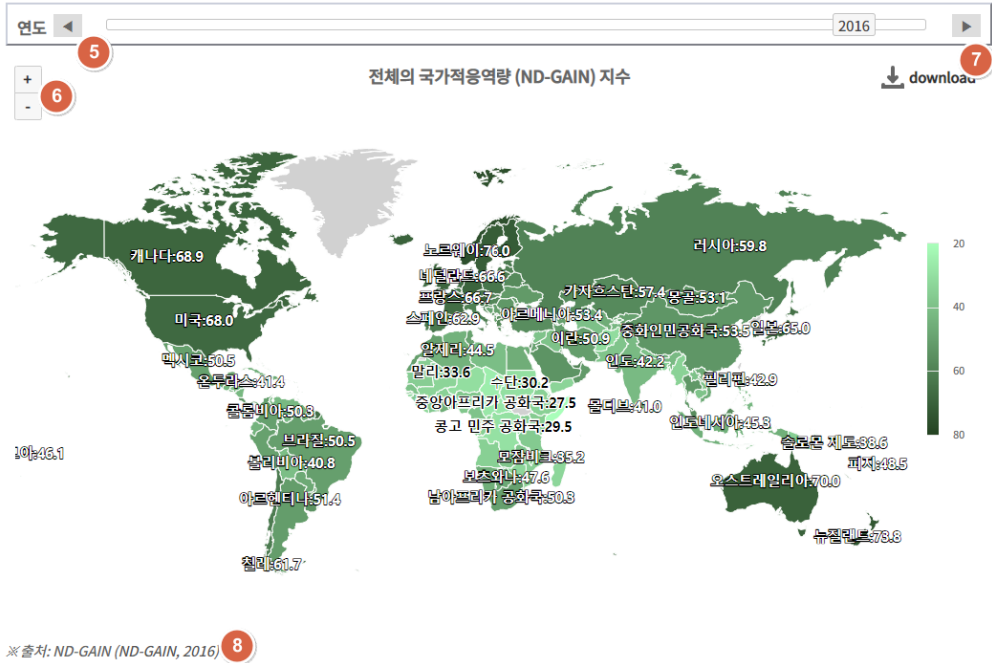 연도 ◀ 2016 ▶
5
7
+
6
-
전체의 국가적응역량 (ND-GAIN) 지수
download
캐나다:68.9
노르웨이:76.0
러시아:59.8
20
네덜란드:66.6
카자흐스탄:57.4
몽골:53.1
프랑스:66.7
40
미국:68.0
스페인:62.9
아르메니아:53.4
중화인민공화국:53.5
일본:65.0
이란:50.9
알제리:44.5
멕시코:50.5
인도:42.2
말리:33.6
60
온두라스:41.4
수단:30.2
필리핀:42.9
콜롬비아:50.3
중앙아프리카 공화국:27.5
몰디브:41.0
콩고 민주 공화국:29.5
인도네시아:45.3
80
브라질:50.5
솔로몬 제도:38.6
:46.1
볼리비아:40.8
모잠비크:35.2
피지:48.5
보츠와나:47.6
오스트레일리아:70.0
아르헨티나:51.4
남아프리카 공화국:50.3
뉴질랜드:73.8
칠레:61.7
※출처: ND-GAIN (ND-GAIN, 2016)
8